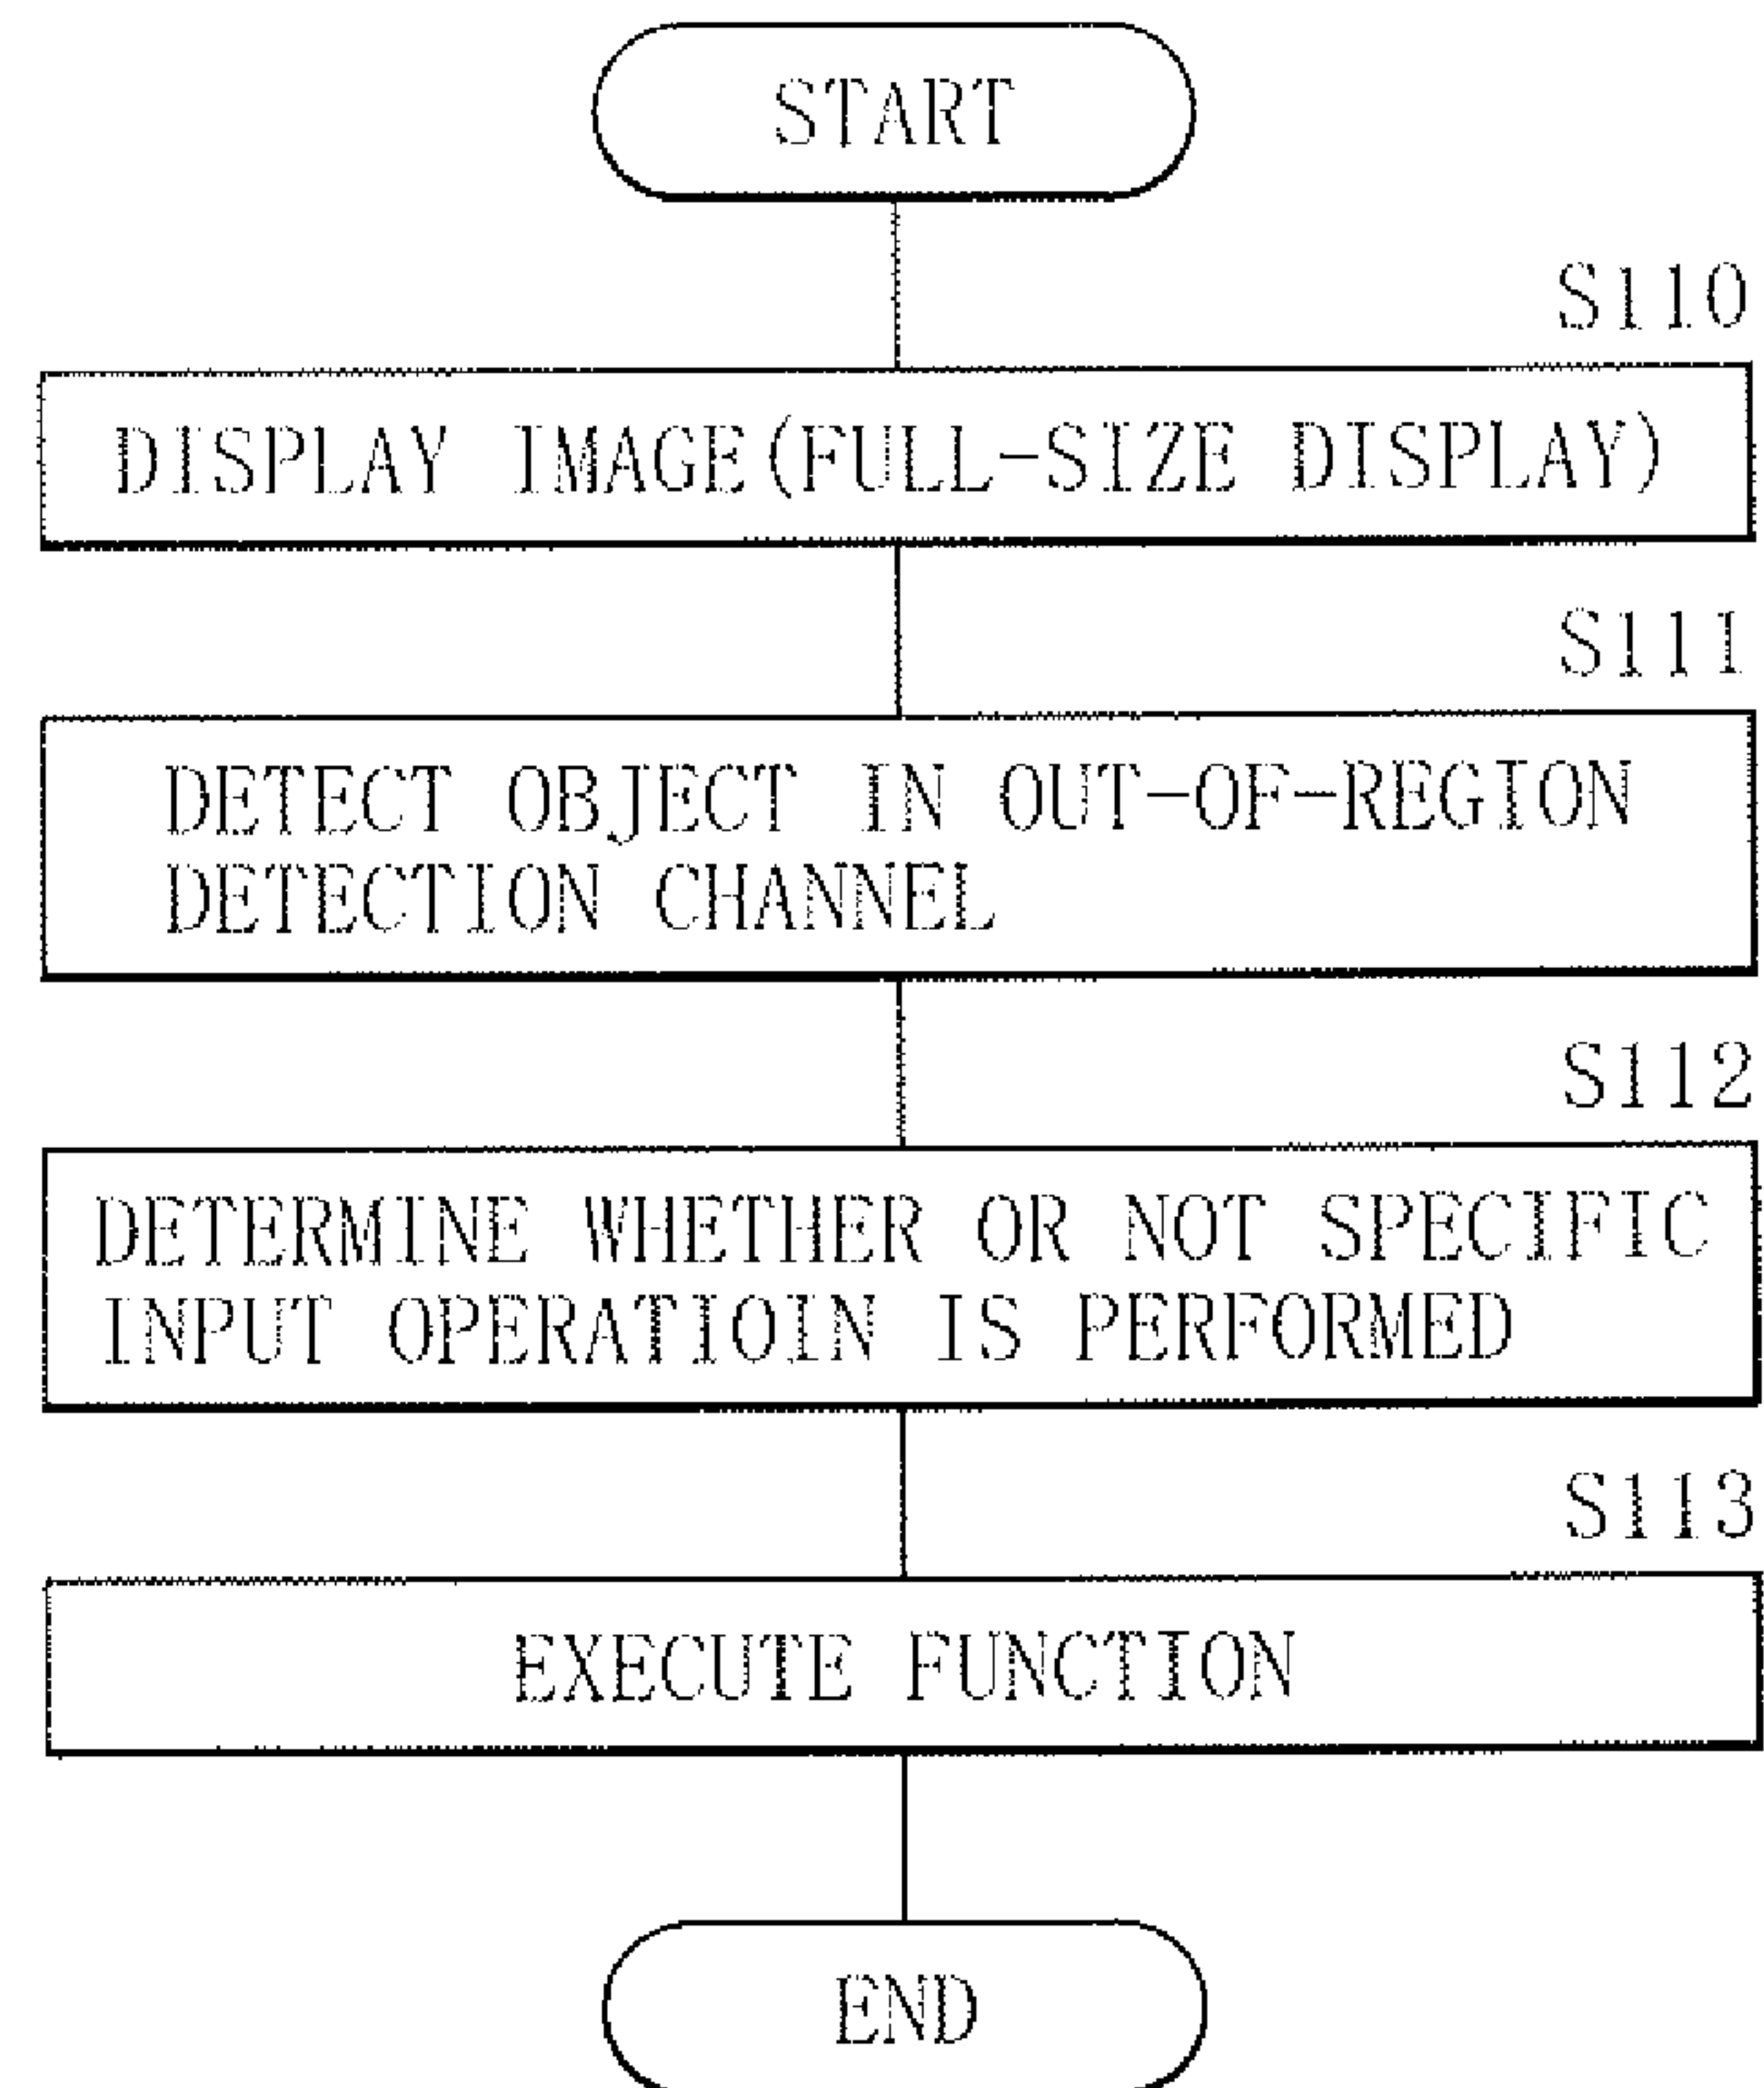 START
S110
DISPLAY IMAGE(FULL-SIZE DISPLAY)
S111
DETECT OBJECT IN OUT-OF-REGION
DETECTION CHANNEL
S112
DETERMINE WHETHER OR NOT SPECIFIC
INPUT OPERATIOIN IS PERFORMED
S113
EXECUTE FUNCTION
END